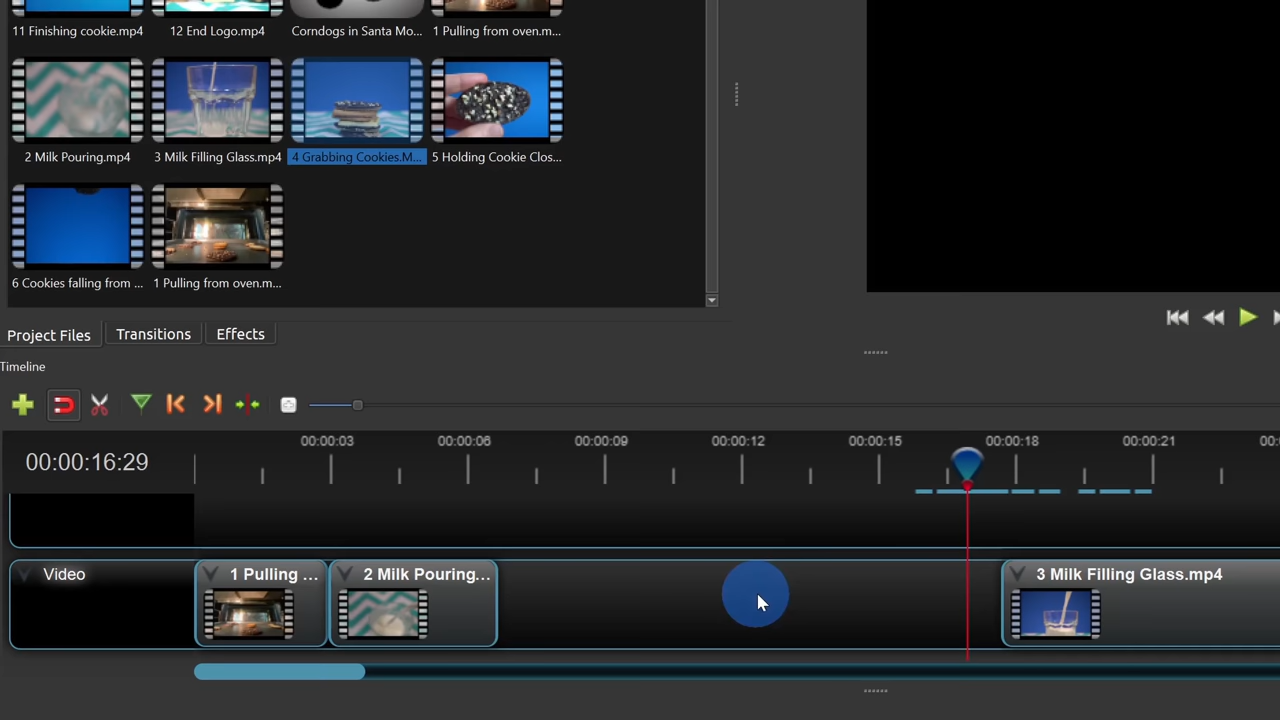 11 Finishing cookie.mp4 12 End Logo.mp4 Corndogs in Santa Mo... 1 Pulling from oven.m...
2 Milk Pouring.mp4 3 Milk Filling Glass.mp4 4 Grabbing Cookies.M... 5 Holding Cookie Clos...
6 Cookies falling from ... 1 Pulling from oven.m...
Project Files Transitions Effects
Timeline
00:00:03 00:00:06 00:00:09 00:00:12 00:00:15 00:00:18 00:00:21 00:
00:00:16:29
Video 1 Pulling ... 2 Milk Pouring... 3 Milk Filling Glass.mp4